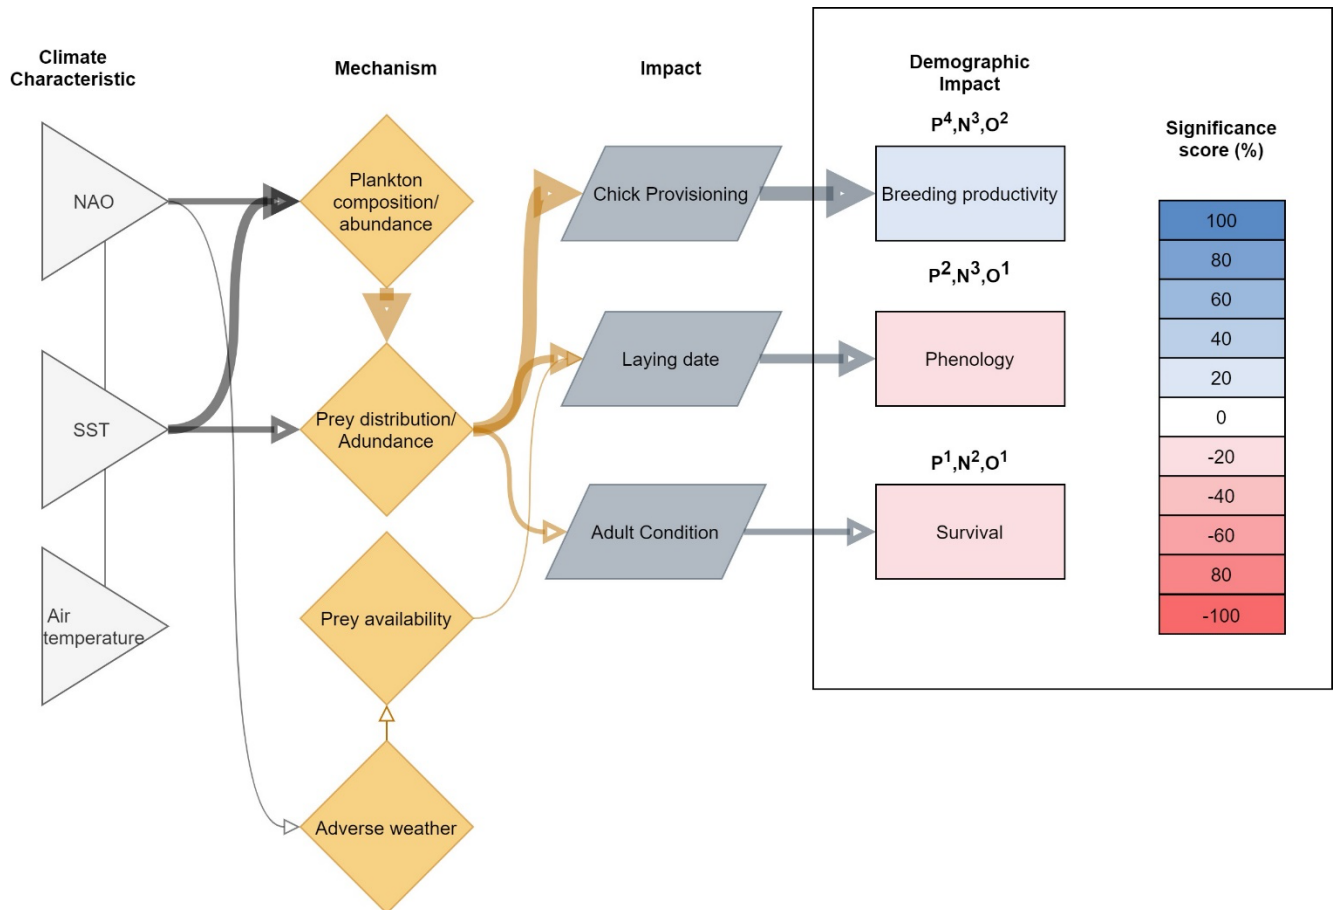 Climate
Characteristic
Mechanism
Impact
Demographic
Impact
Significance
score (%)
NAO
SST
Air
temperature
Plankton
composition/
abundance
Prey distribution/
Adundance
Prey availability
Adverse weather
Chick Provisioning
Laying date
Adult Condition
P⁴,N³,O²
Breeding productivity
P²,N³,O¹
Phenology
P¹,N²,O¹
Survival
100
80
60
40
20
0
-20
-40
-60
80
-100